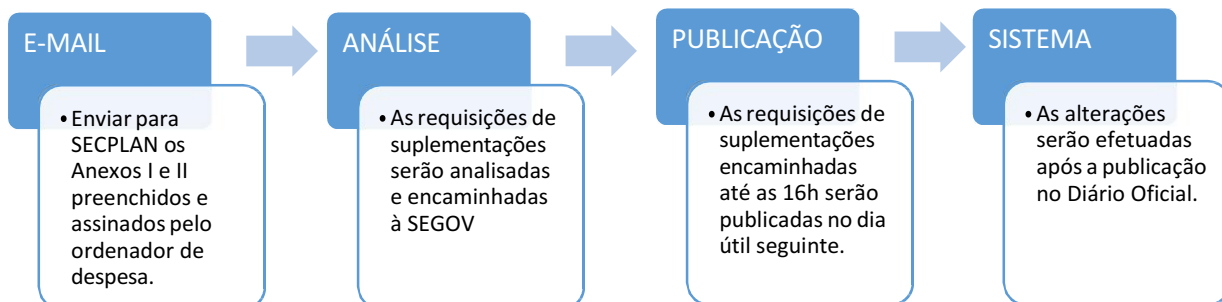 E-MAIL
• Enviar para
SECPLAN os
Anexos I e II
preenchidos e
assinados pelo
ordenador de
despesa.
ANÁLISE
• As requisições de
suplementações
serão analisadas
e encaminhadas
à SEGOV
PUBLICAÇÃO
• As requisições de
suplementações
encaminhadas
até as 16h serão
publicadas no dia
útil seguinte.
SISTEMA
• As alterações
serão efetuadas
após a publicação
no Diário Oficial.